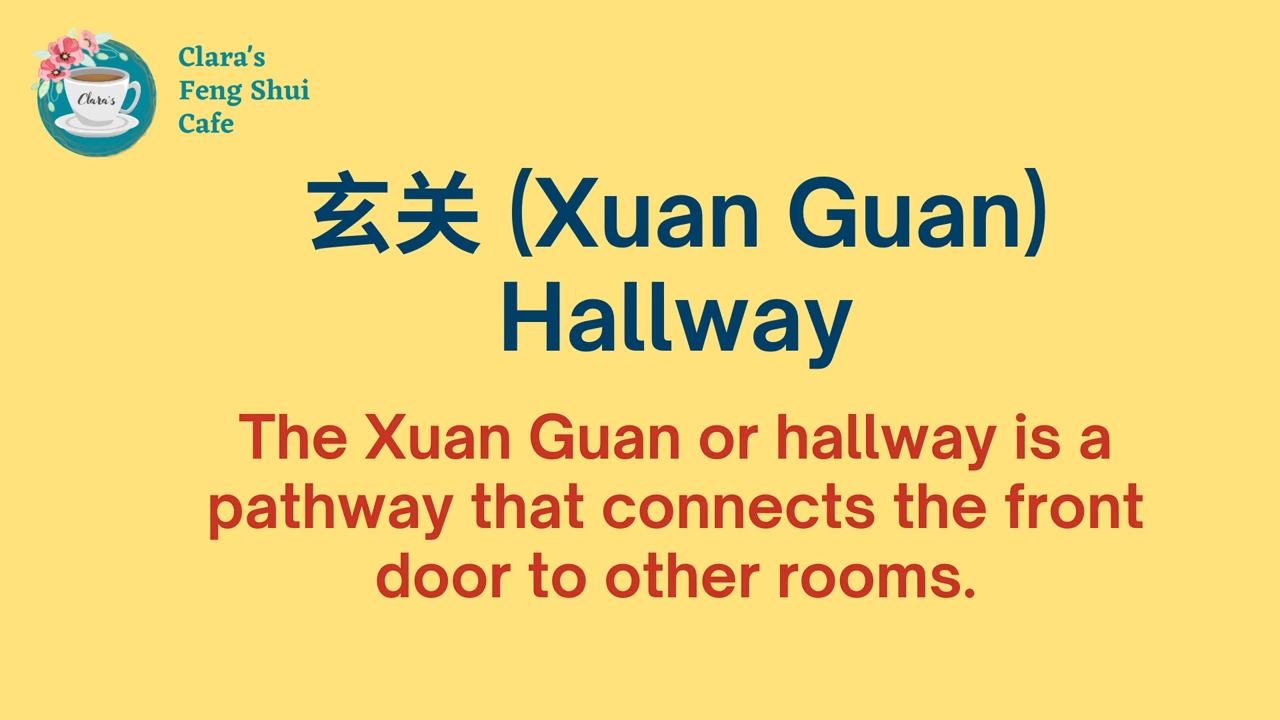 Clara's
Feng Shui
Cafe
Clara's
玄关 (Xuan Guan)
Hallway
The Xuan Guan or hallway is a
pathway that connects the front
door to other rooms.